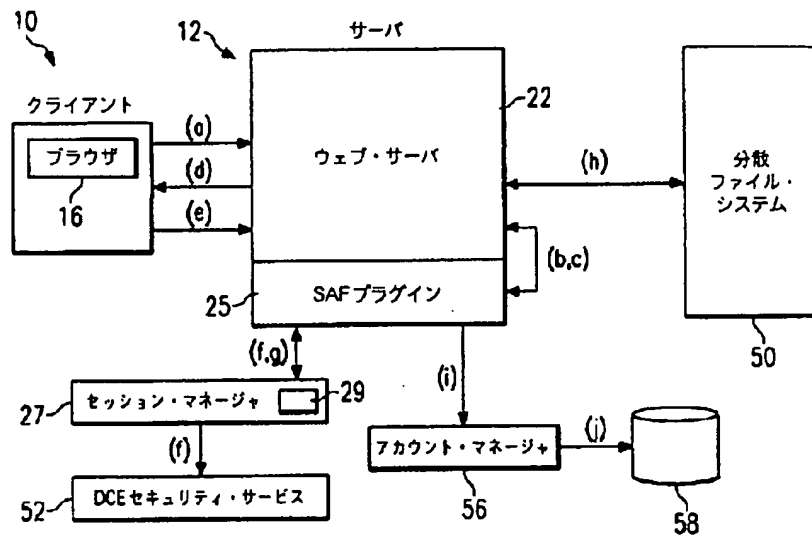 10
12
サーバ
22
クライアント
ブラウザ
16
(a)
(d)
(e)
ウェブ・サーバ
(h)
分散
ファイル・
システム
50
(b,c)
25
SAFプラグイン
(f,g)
(i)
27
セッション・マネージャ
29
(f)
アカウント・マネージャ
56
(j)
58
52
DCEセキュリティ・サービス